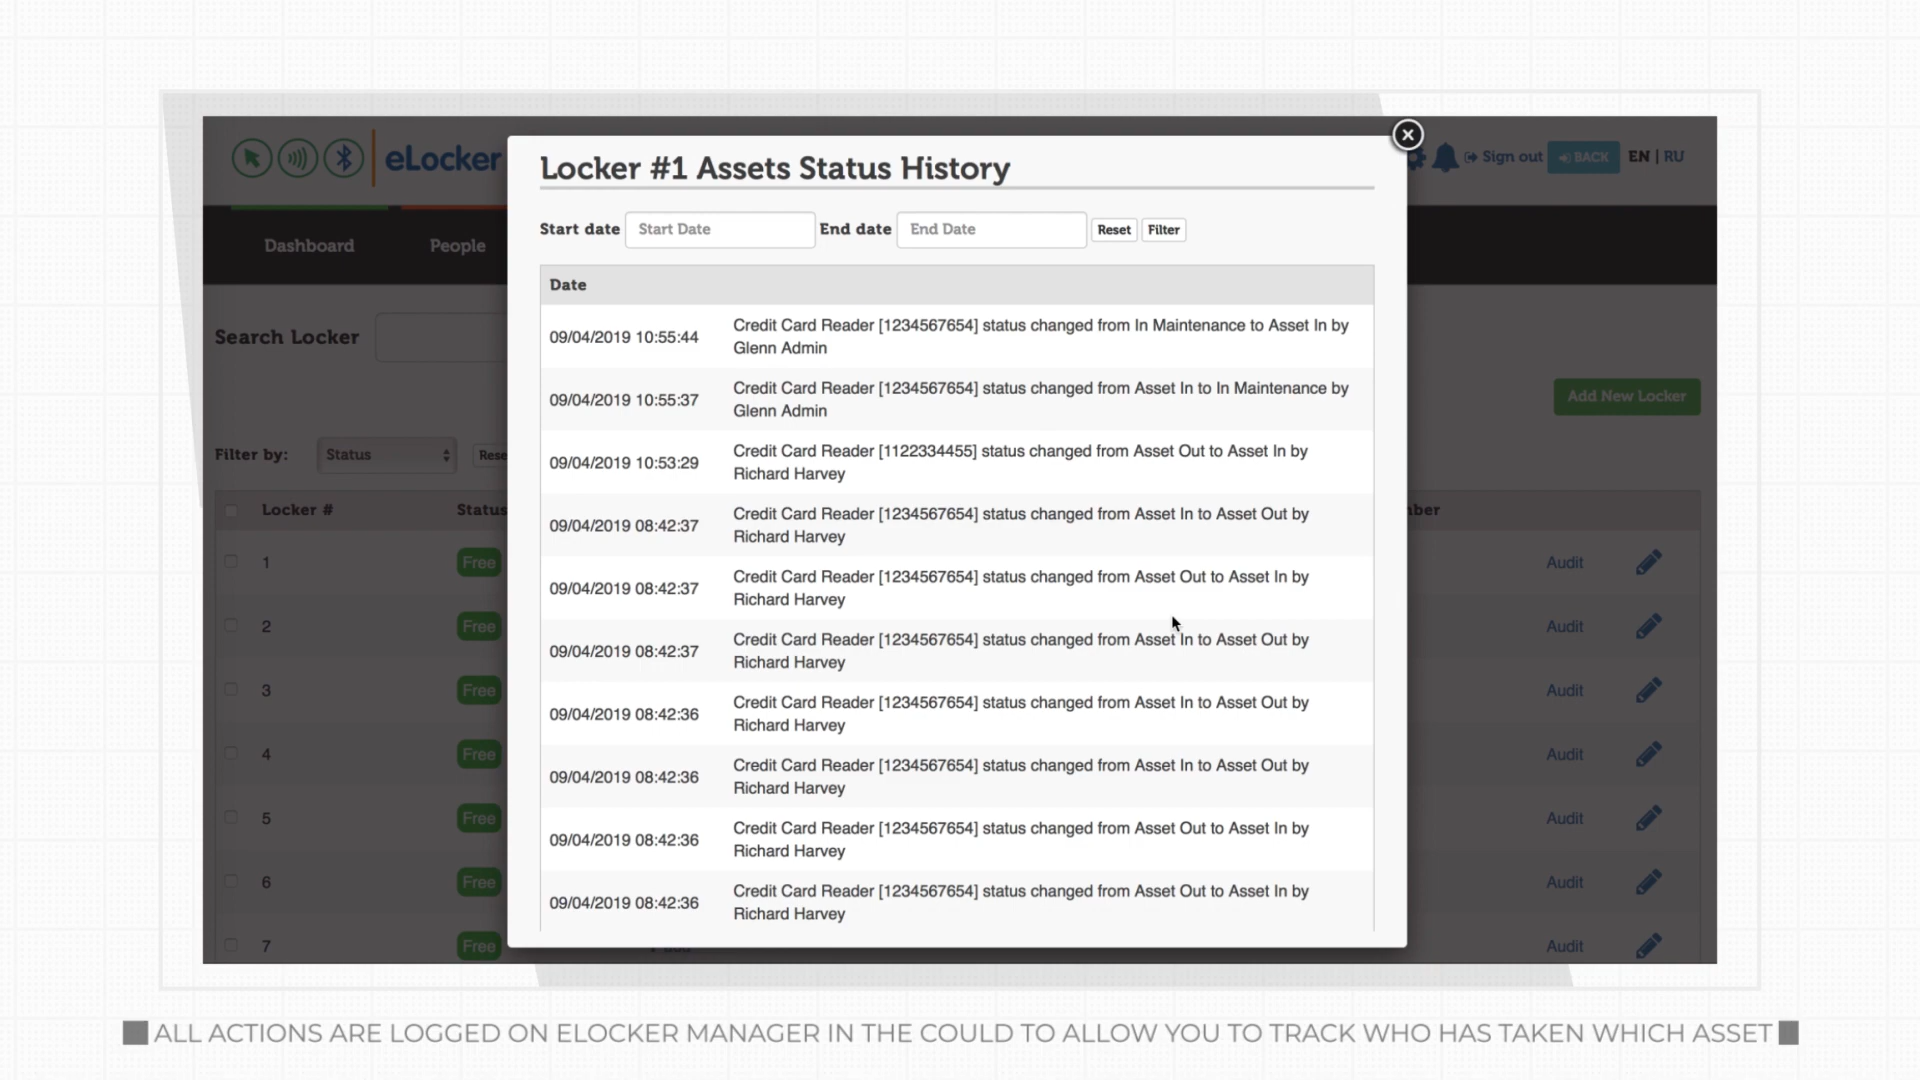 eLocker
Sign out
BACK
EN | RU
Dashboard
People
Search Locker
Add New Locker
Filter by:
Status
Locker #
Status
1
Free
Audit
2
Free
Audit
3
Free
Audit
4
Free
Audit
5
Free
Audit
6
Free
Audit
7
Free
Audit
Locker #1 Assets Status History
Start date
Start Date
End date
End Date
Reset
Filter
Date
09/04/2019 10:55:44
Credit Card Reader [1234567654] status changed from In Maintenance to Asset In by
Glenn Admin
09/04/2019 10:55:37
Credit Card Reader [1234567654] status changed from Asset In to In Maintenance by
Glenn Admin
09/04/2019 10:53:29
Credit Card Reader [1122334455] status changed from Asset Out to Asset In by
Richard Harvey
09/04/2019 08:42:37
Credit Card Reader [1234567654] status changed from Asset In to Asset Out by
Richard Harvey
09/04/2019 08:42:37
Credit Card Reader [1234567654] status changed from Asset Out to Asset In by
Richard Harvey
09/04/2019 08:42:37
Credit Card Reader [1234567654] status changed from Asset In to Asset Out by
Richard Harvey
09/04/2019 08:42:36
Credit Card Reader [1234567654] status changed from Asset In to Asset Out by
Richard Harvey
09/04/2019 08:42:36
Credit Card Reader [1234567654] status changed from Asset In to Asset Out by
Richard Harvey
09/04/2019 08:42:36
Credit Card Reader [1234567654] status changed from Asset Out to Asset In by
Richard Harvey
09/04/2019 08:42:36
Credit Card Reader [1234567654] status changed from Asset Out to Asset In by
Richard Harvey
ALL ACTIONS ARE LOGGED ON ELOCKER MANAGER IN THE COULD TO ALLOW YOU TO TRACK WHO HAS TAKEN WHICH ASSET